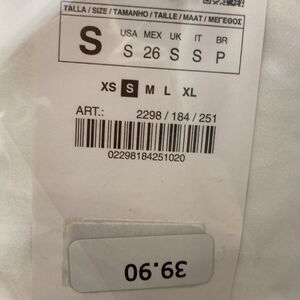 TALLA / SIZE / TAMANHO / TAILLE / MAAT / ΜΕΓΕΘΟΣ
S
USA MEX UK IT BR
S 26 S S P
XS S M L XL
ART.: 2298 / 184 / 251
02298184251020
39.90